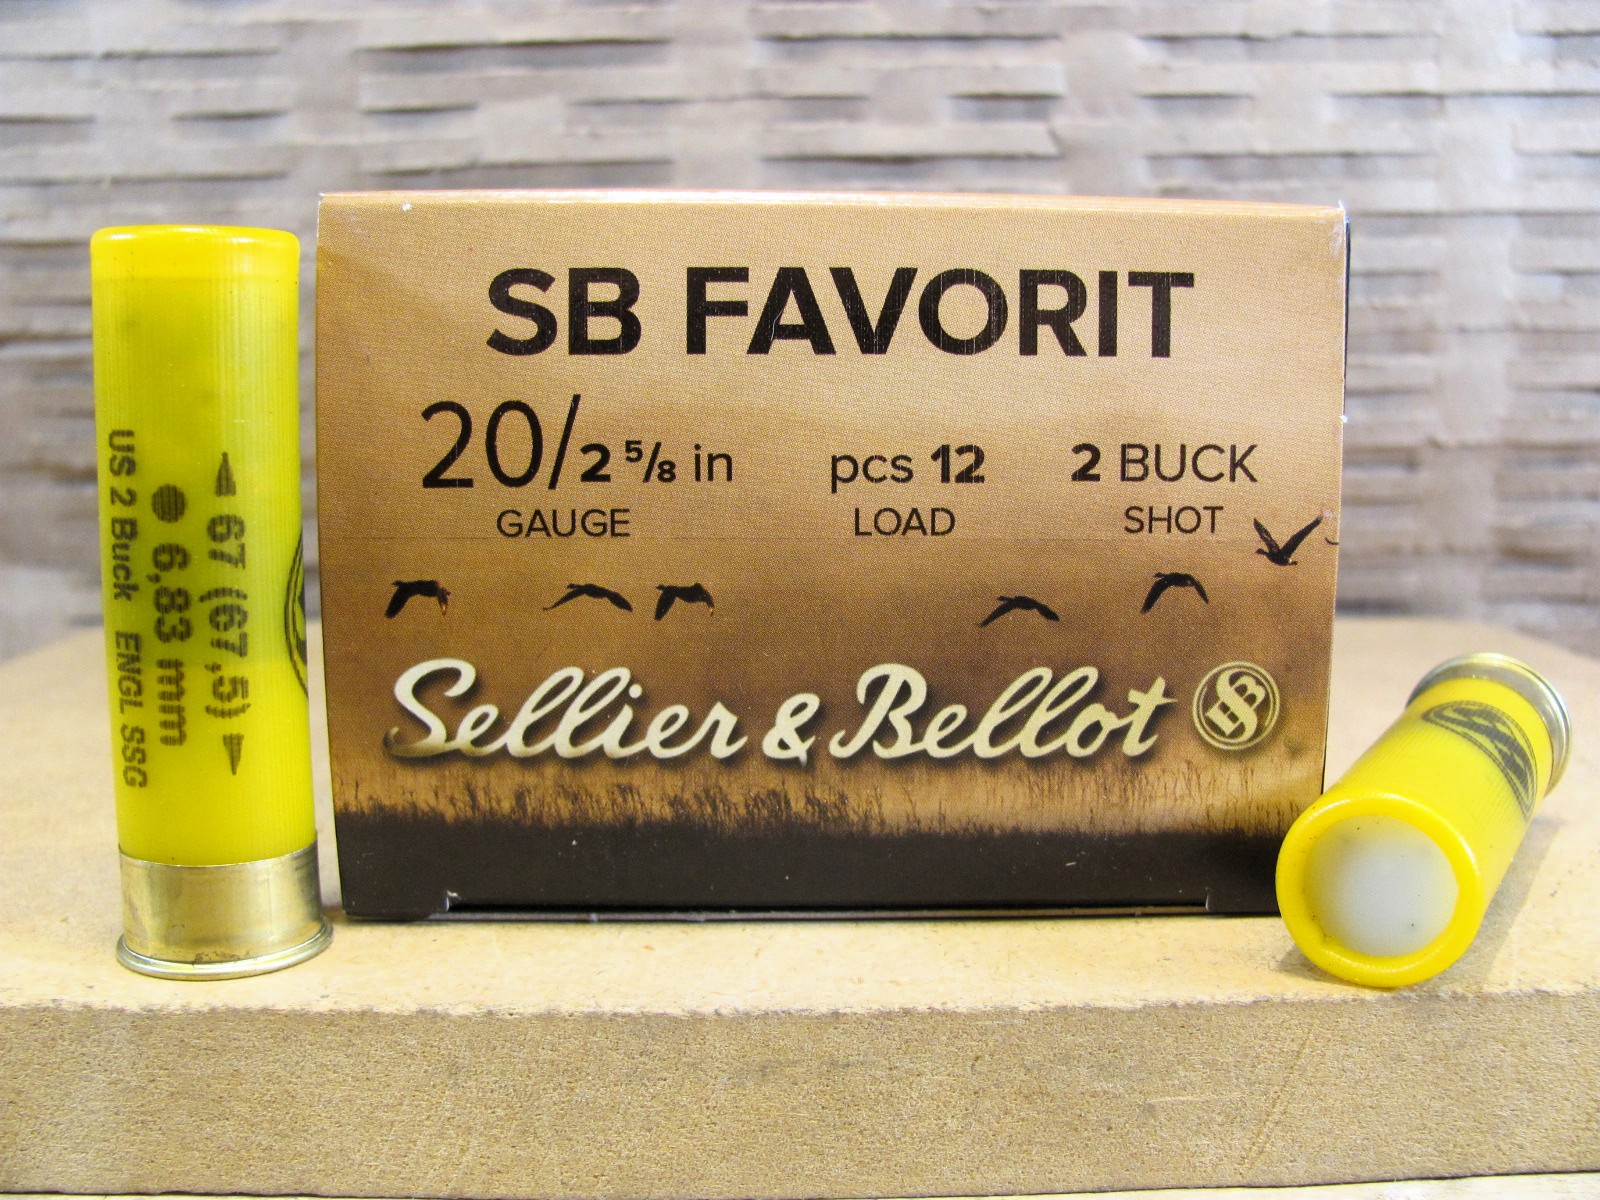 SB FAVORIT
20/2 5/8 in
GAUGE
pcs 12
LOAD
2 BUCK
SHOT
Sellier & Bellot SB
67 (67,5)
6,83 mm
US 2 Buck ENGL. SSG